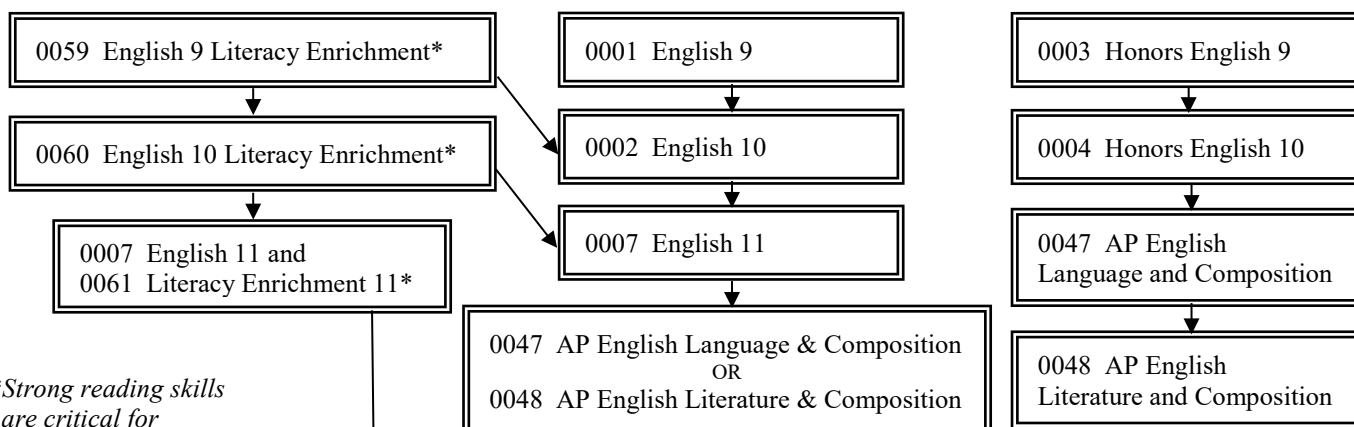 0059 English 9 Literacy Enrichment*
0060 English 10 Literacy Enrichment*
0007 English 11 and
0061 Literacy Enrichment 11*
*Strong reading skills
are critical for
0001 English 9
0002 English 10
0007 English 11
0047 AP English Language & Composition
OR
0048 AP English Literature & Composition
0003 Honors English 9
0004 Honors English 10
0047 AP English
Language and Composition
0048 AP English
Literature and Composition